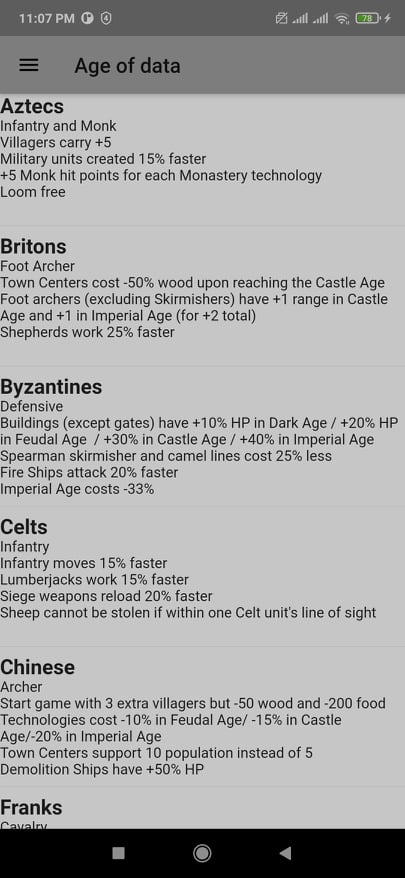 11:07 PM 4 78
Age of data
Aztecs
Infantry and Monk
Villagers carry +5
Military units created 15% faster
+5 Monk hit points for each Monastery technology
Loom free
Britons
Foot Archer
Town Centers cost -50% wood upon reaching the Castle Age
Foot archers (excluding Skirmishers) have +1 range in Castle
Age and +1 in Imperial Age (for +2 total)
Shepherds work 25% faster
Byzantines
Defensive
Buildings (except gates) have +10% HP in Dark Age / +20% HP
in Feudal Age  / +30% in Castle Age / +40% in Imperial Age
Spearman skirmisher and camel lines cost 25% less
Fire Ships attack 20% faster
Imperial Age costs -33%
Celts
Infantry
Infantry moves 15% faster
Lumberjacks work 15% faster
Siege weapons reload 20% faster
Sheep cannot be stolen if within one Celt unit's line of sight
Chinese
Archer
Start game with 3 extra villagers but -50 wood and -200 food
Technologies cost -10% in Feudal Age/ -15% in Castle
Age/-20% in Imperial Age
Town Centers support 10 population instead of 5
Demolition Ships have +50% HP
Franks
Cavalry